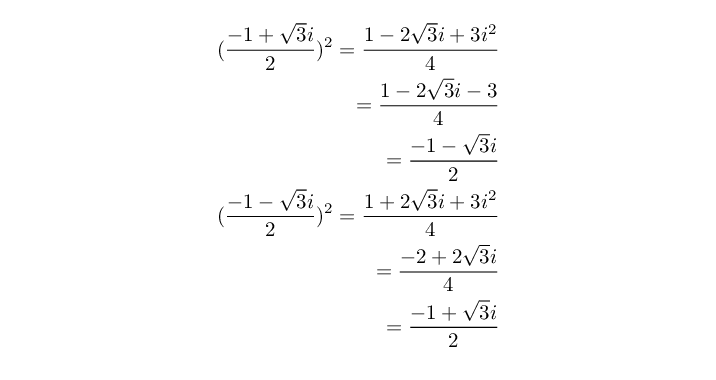 (\frac{-1+\sqrt{3}i}{2})^2 = \frac{1-2\sqrt{3}i+3i^2}{4}
= \frac{1-2\sqrt{3}i-3}{4}
= \frac{-1-\sqrt{3}i}{2}
(\frac{-1-\sqrt{3}i}{2})^2 = \frac{1+2\sqrt{3}i+3i^2}{4}
= \frac{-2+2\sqrt{3}i}{4}
= \frac{-1+\sqrt{3}i}{2}